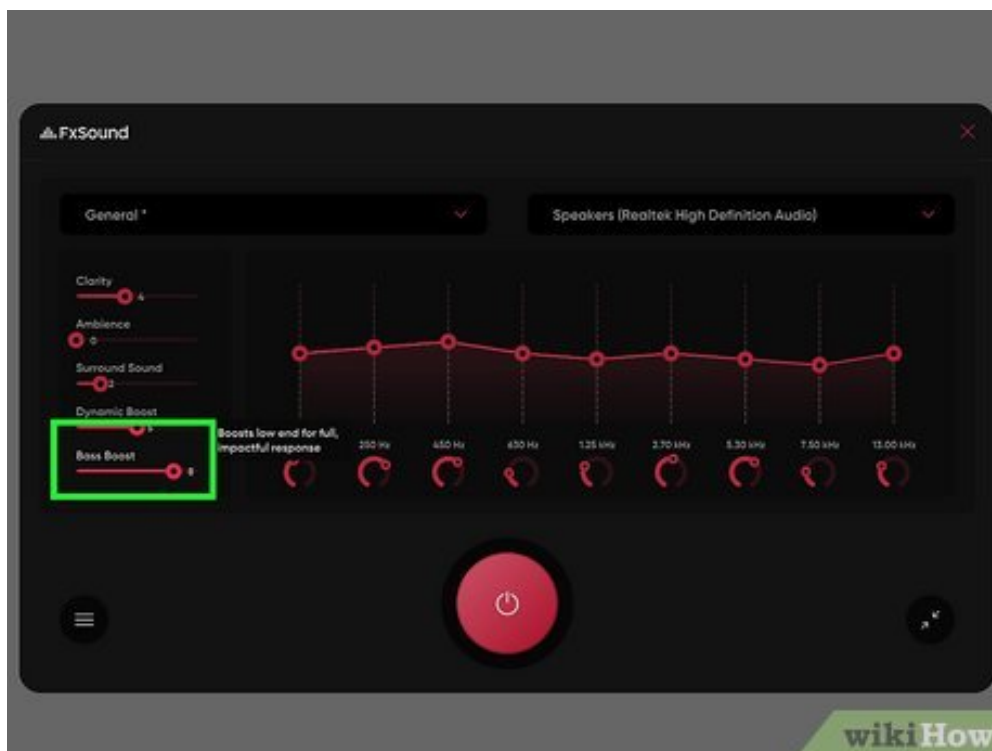 FxSound
General *
Speakers (Realtek High Definition Audio)
Clarity
4
Ambience
0
Surround Sound
2
Dynamic Boost
5
Bass Boost
8
Boosts low end for full,
impactful response
250 Hz
450 Hz
630 Hz
1.25 kHz
2.70 kHz
5.30 kHz
7.50 kHz
13.00 kHz
wikiHow